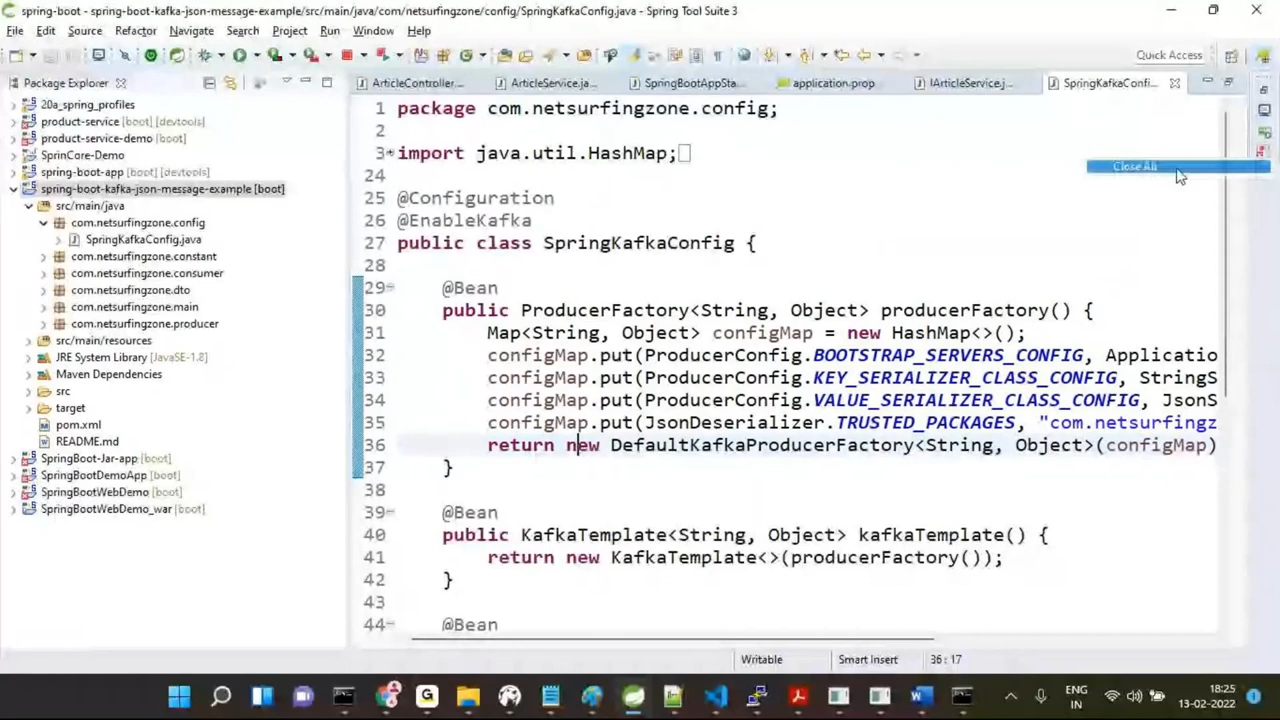 spring-boot - spring-boot-kafka-json-message-example/src/main/java/com/netsurfingzone/config/SpringKafkaConfig.java - Spring Tool Suite 3
File Edit Source Refactor Navigate Search Project Run Window Help
Quick Access
Package Explorer
20a_spring_profiles
product-service [boot] [devtools]
product-service-demo [boot]
SprinCore-Demo
spring-boot-app [boot] [devtools]
spring-boot-kafka-json-message-example [boot]
src/main/java
com.netsurfingzone.config
SpringKafkaConfig.java
com.netsurfingzone.constant
com.netsurfingzone.consumer
com.netsurfingzone.dto
com.netsurfingzone.main
com.netsurfingzone.producer
src/main/resources
JRE System Library [JavaSE-1.8]
Maven Dependencies
src
target
pom.xml
README.md
SpringBoot-Jar-app [boot]
SpringBootDemoApp [boot]
SpringBootWebDemo [boot]
SpringBootWebDemo_war [boot]
ArticleController... ArticleService.ja... SpringBootAppSta... application.prop IArticleService.j... SpringKafkaConfi...
Close All
1 package com.netsurfingzone.config;
2
3 import java.util.HashMap;
24
25 @Configuration
26 @EnableKafka
27 public class SpringKafkaConfig {
28
29 @Bean
30 public ProducerFactory<String, Object> producerFactory() {
31 Map<String, Object> configMap = new HashMap<>();
32 configMap.put(ProducerConfig.BOOTSTRAP_SERVERS_CONFIG, Applicatio
33 configMap.put(ProducerConfig.KEY_SERIALIZER_CLASS_CONFIG, StringS
34 configMap.put(ProducerConfig.VALUE_SERIALIZER_CLASS_CONFIG, JsonS
35 configMap.put(JsonDeserializer.TRUSTED_PACKAGES, "com.netsurfingz
36 return new DefaultKafkaProducerFactory<String, Object>(configMap)
37 }
38
39 @Bean
40 public KafkaTemplate<String, Object> kafkaTemplate() {
41 return new KafkaTemplate<>(producerFactory());
42 }
43
44 @Bean
Writable Smart Insert 36 : 17
ENG
IN
18:25
13-02-2022